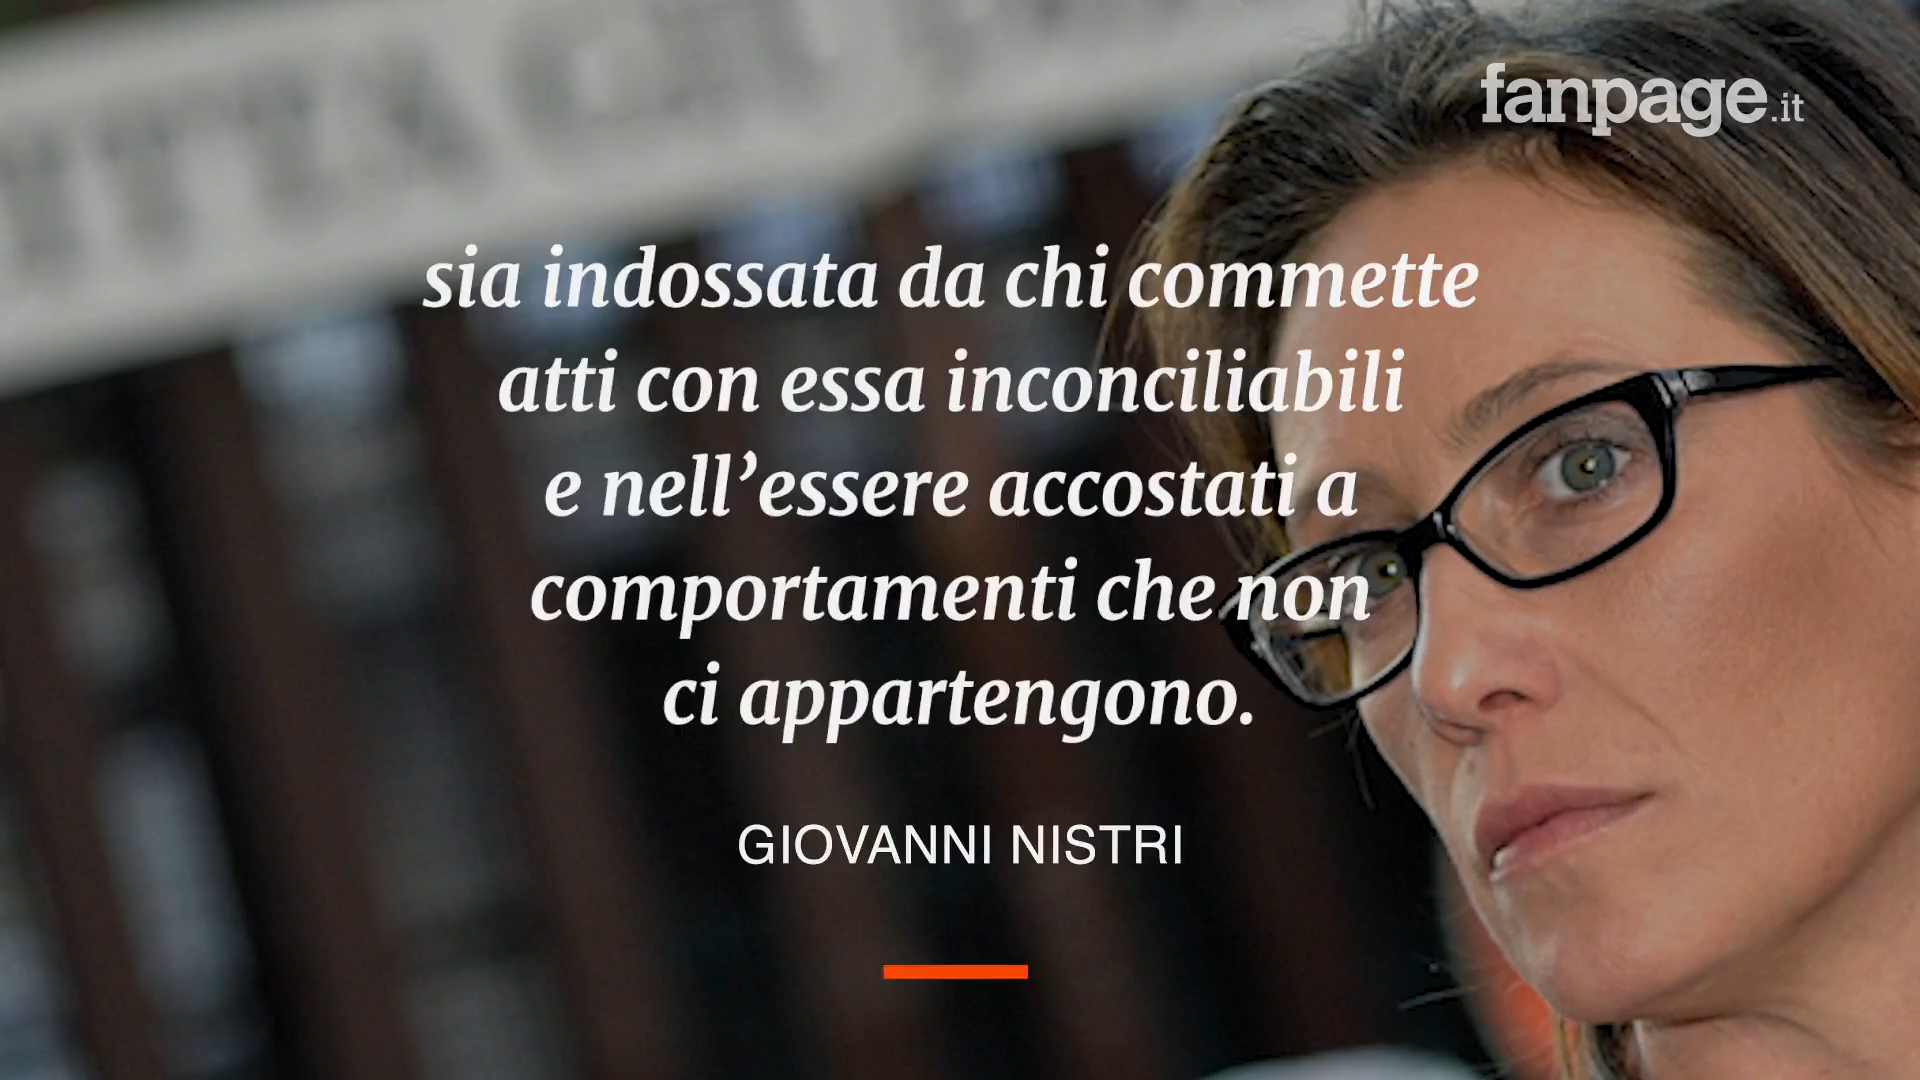 fanpage.it
sia indossata da chi commette
atti con essa inconciliabili
e nell’essere accostati a
comportamenti che non
ci appartengono.
GIOVANNI NISTRI